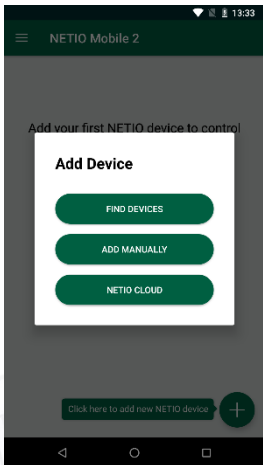 13:33
NETIO Mobile 2
Add your first NETIO device to control
Add Device
FIND DEVICES
ADD MANUALLY
NETIO CLOUD
Click here to add new NETIO device